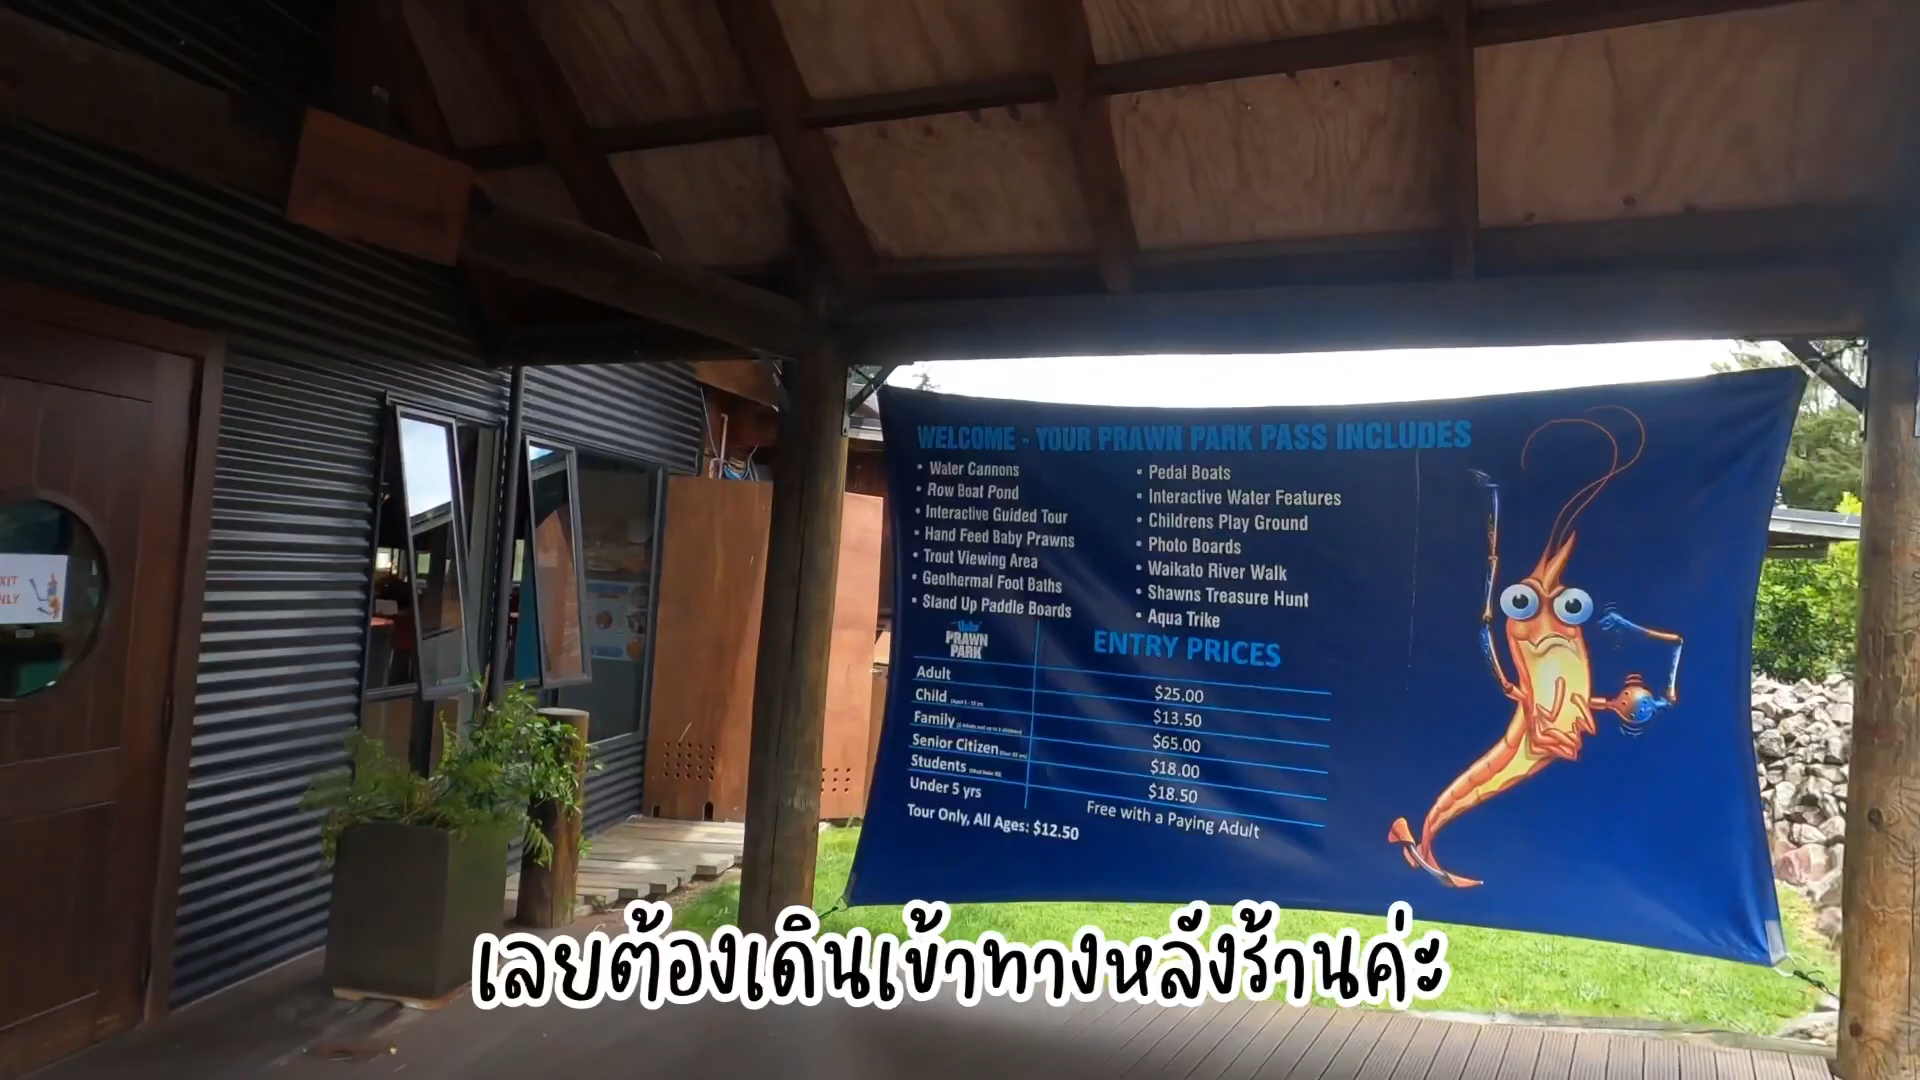 WELCOME - YOUR PRAWN PARK PASS INCLUDES
• Water Cannons
• Row Boat Pond
• Interactive Guided Tour
• Hand Feed Baby Prawns
• Trout Viewing Area
• Geothermal Foot Baths
• Stand Up Paddle Boards
• Pedal Boats
• Interactive Water Features
• Childrens Play Ground
• Photo Boards
• Waikato River Walk
• Shawns Treasure Hunt
• Aqua Trike
PRAWN
PARK
ENTRY PRICES
Adult $25.00
Child $13.50
Family $65.00
Senior Citizen $18.00
Students $18.50
Under 5 yrs Free with a Paying Adult
Tour Only, All Ages: $12.50
เลยต้องเดินเข้าทางหลังร้านค่ะ